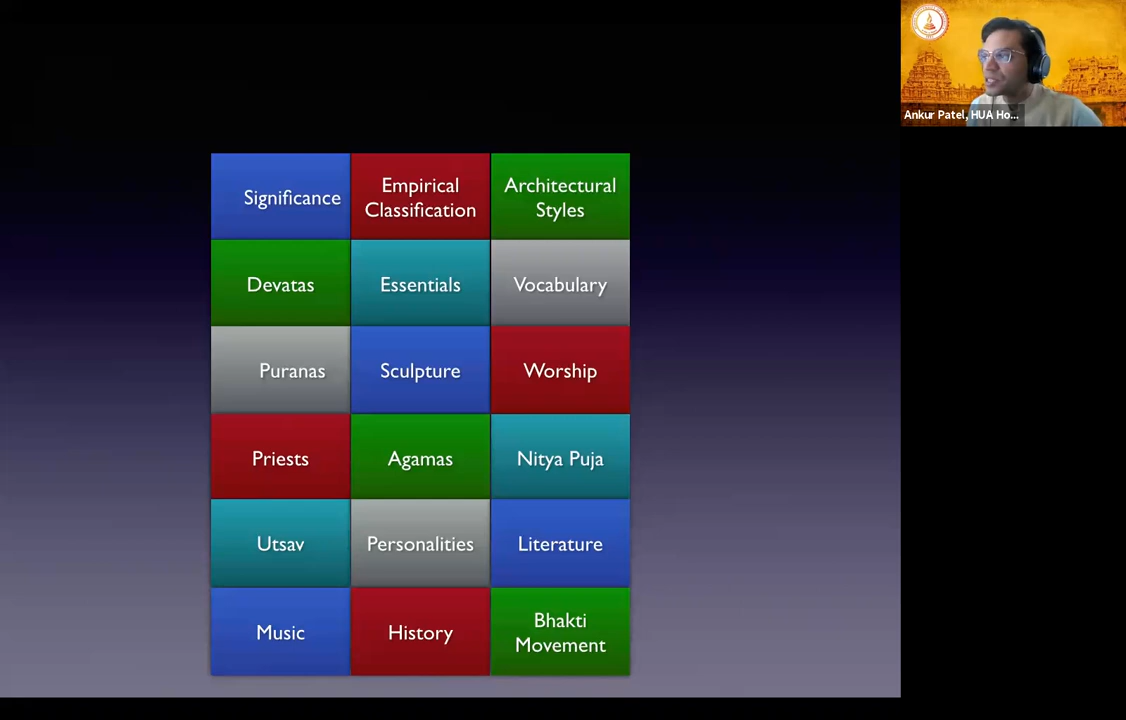 Ankur Patel, HUA Ho...
Significance
Empirical
Classification
Architectural
Styles
Devatas
Essentials
Vocabulary
Puranas
Sculpture
Worship
Priests
Agamas
Nitya Puja
Utsav
Personalities
Literature
Music
History
Bhakti
Movement